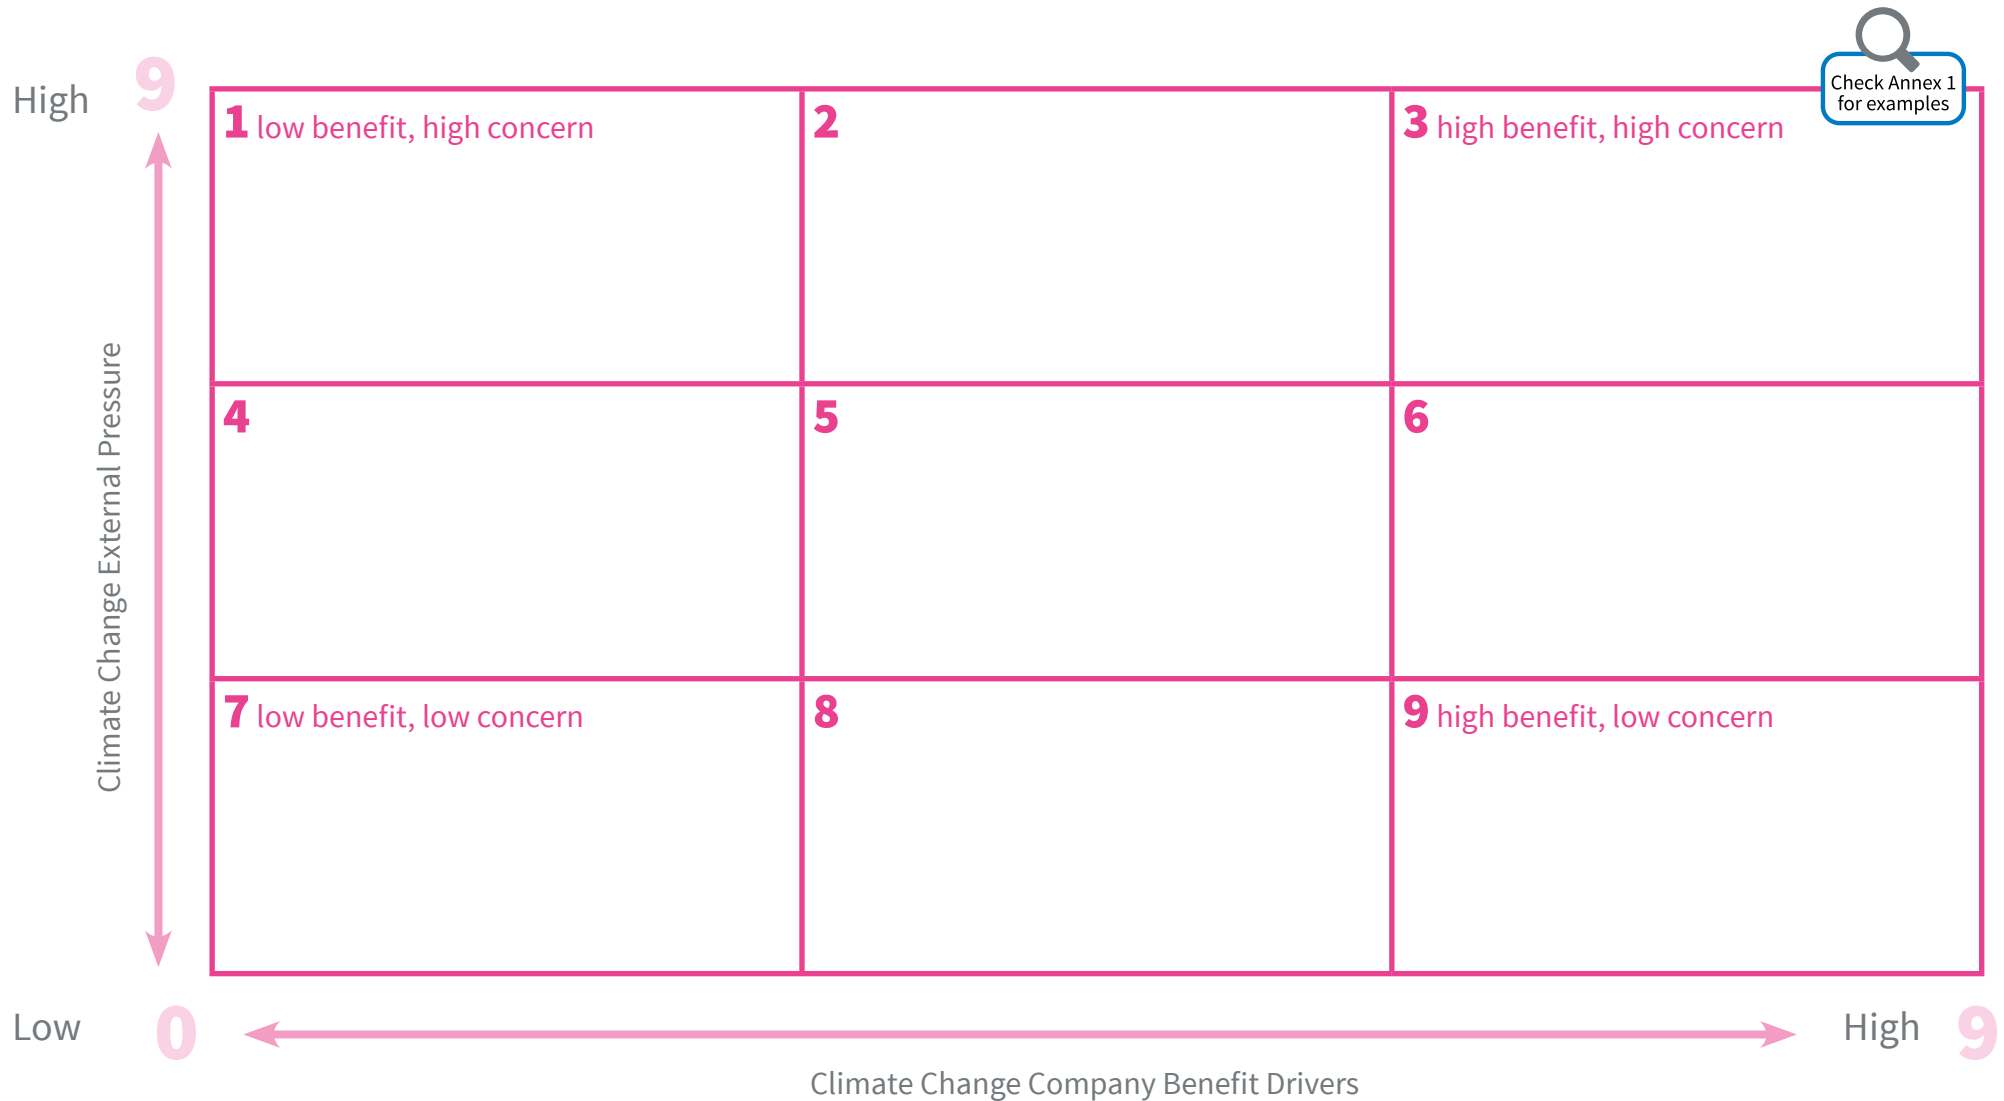 High
9
Check Annex 1
for examples
1 low benefit, high concern
2
3 high benefit, high concern
Climate Change External Pressure
4
5
6
7 low benefit, low concern
8
9 high benefit, low concern
Low
0
High
9
Climate Change Company Benefit Drivers